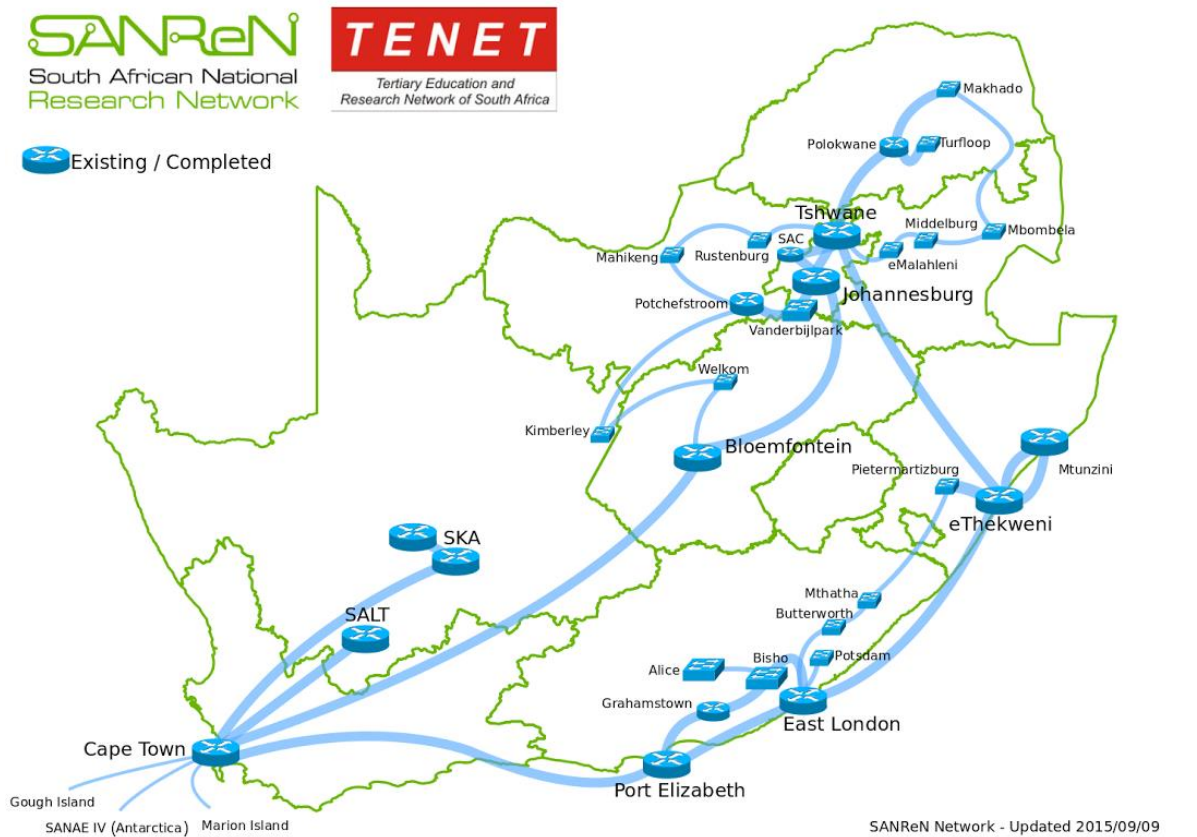 SANReN
South African National
Research Network
TENET
Tertiary Education and
Research Network of South Africa
Existing / Completed
Makhado
Polokwane
Turfloop
Tshwane
Middelburg
Mbombela
SAC
Rustenburg
Mahikeng
eMalahleni
Johannesburg
Potchefstroom
Vanderbijlpark
Welkom
Kimberley
Bloemfontein
Pietermartizburg
Mtunzini
eThekweni
SKA
Mthatha
Butterworth
SALT
Potsdam
Bisho
Alice
Grahamstown
East London
Cape Town
Port Elizabeth
Gough Island
SANAE IV (Antarctica)
Marion Island
SANReN Network - Updated 2015/09/09